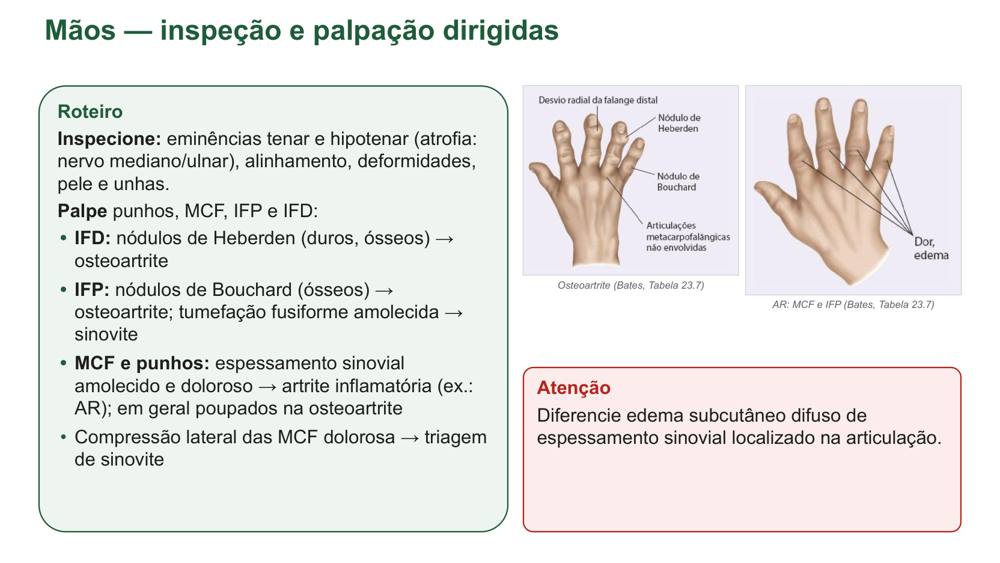 Mãos — inspeção e palpação dirigidas
Roteiro
Inspecione: eminências tenar e hipotenar (atrofia:
nervo mediano/ulnar), alinhamento, deformidades,
pele e unhas.
Palpe punhos, MCF, IFP e IFD:
• IFD: nódulos de Heberden (duros, ósseos) →
osteoartrite
• IFP: nódulos de Bouchard (ósseos) →
osteoartrite; tumefação fusiforme amolecida →
sinovite
• MCF e punhos: espessamento sinovial
amolecido e doloroso → artrite inflamatória (ex.:
AR); em geral poupados na osteoartrite
• Compressão lateral das MCF dolorosa → triagem
de sinovite
Desvio radial da falange distal
Nódulo de
Heberden
Nódulo de
Bouchard
Articulações
metacarpofalângicas
não envolvidas
Osteoartrite (Bates, Tabela 23.7)
Dor,
edema
AR: MCF e IFP (Bates, Tabela 23.7)
Atenção
Diferencie edema subcutâneo difuso de
espessamento sinovial localizado na articulação.